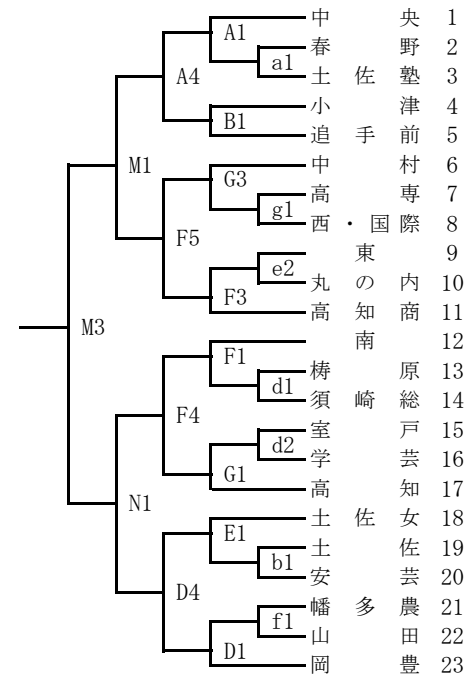 中央 1
A1
春野 2
a1
土佐塾 3
A4
小津 4
B1
追手前 5
M1
中村 6
G3
高専 7
g1
西・国際 8
F5
東 9
e2
丸の内 10
F3
高知商 11
M3
南 12
F1
梼原 13
d1
須崎総 14
F4
室戸 15
d2
学芸 16
G1
高知 17
N1
土佐女 18
E1
土佐 19
b1
安芸 20
D4
幡多農 21
f1
山田 22
D1
岡豊 23